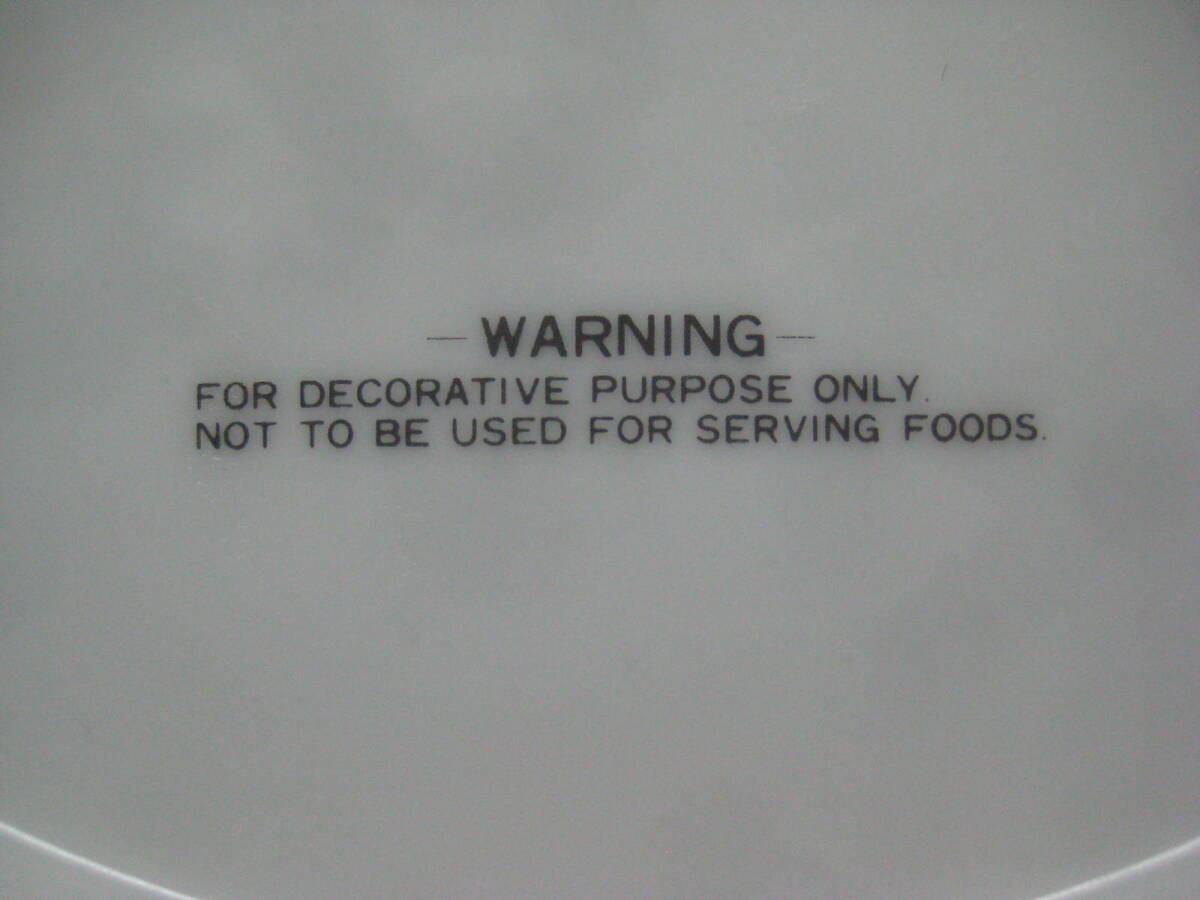 — WARNING —
FOR DECORATIVE PURPOSE ONLY.
NOT TO BE USED FOR SERVING FOODS.